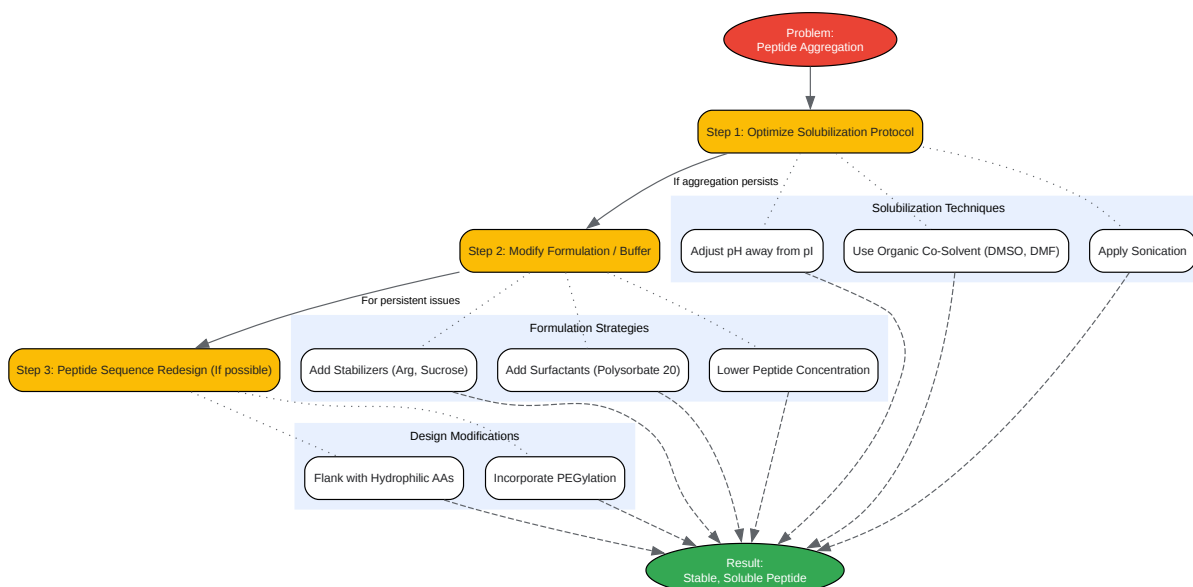 Problem:
Peptide Aggregation
Step 1: Optimize Solubilization Protocol
If aggregation persists
Solubilization Techniques
Step 2: Modify Formulation / Buffer
Adjust pH away from pI
Use Organic Co-Solvent (DMSO, DMF)
Apply Sonication
For persistent issues
Formulation Strategies
Step 3: Peptide Sequence Redesign (If possible)
Add Stabilizers (Arg, Sucrose)
Add Surfactants (Polysorbate 20)
Lower Peptide Concentration
Design Modifications
Flank with Hydrophilic AAs
Incorporate PEGylation
Result:
Stable, Soluble Peptide